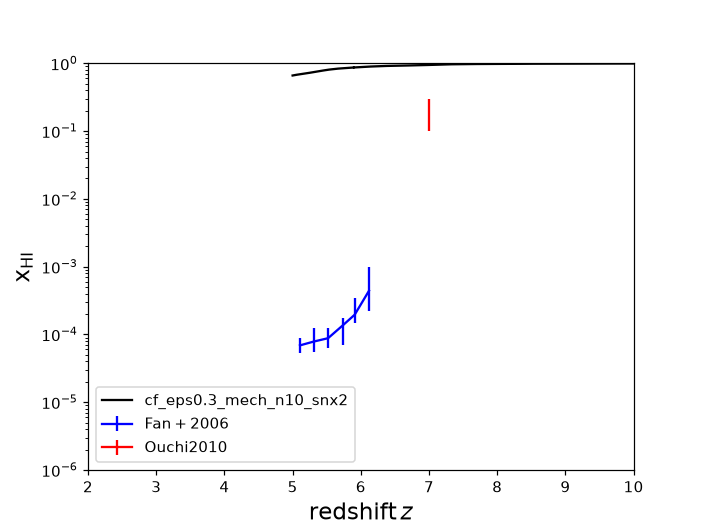 10⁰
10⁻¹
10⁻²
10⁻³
10⁻⁴
10⁻⁵
10⁻⁶
x_HI
cf_eps0.3_mech_n10_snx2
Fan + 2006
Ouchi2010
2 3 4 5 6 7 8 9 10
redshift z